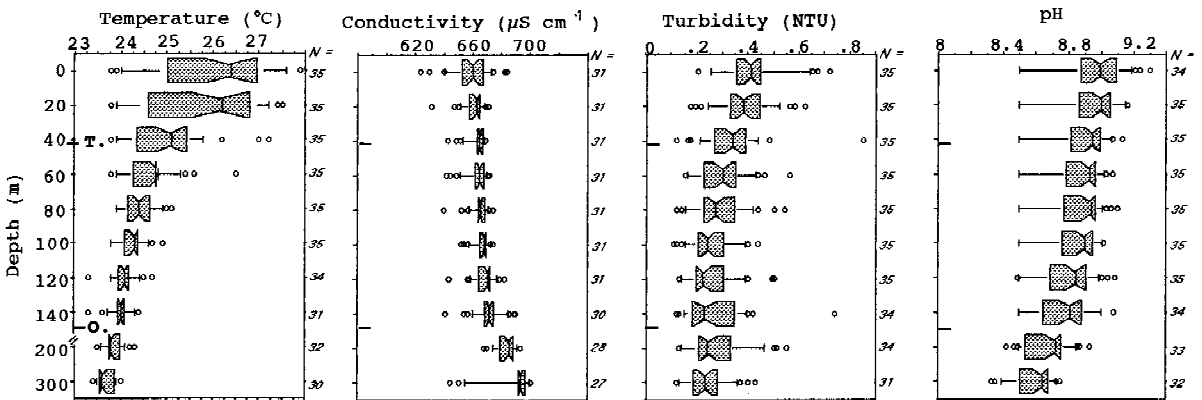 Temperature (°C)
Conductivity (µS cm⁻¹)
Turbidity (NTU)
pH
23 24 25 26 27 N =
620 660 700 N =
0 .2 .4 .6 .8 N =
8 8.4 8.8 9.2 N =
Depth (m)
0 35 31 35 34
20 35 31 35 35
40 35 31 35 35
T.
60 35 31 35 35
80 35 31 35 35
100 35 31 35 35
120 34 31 35 35
140 31 30 34 34
O.
200 32 25 34 33
300 30 27 31 32